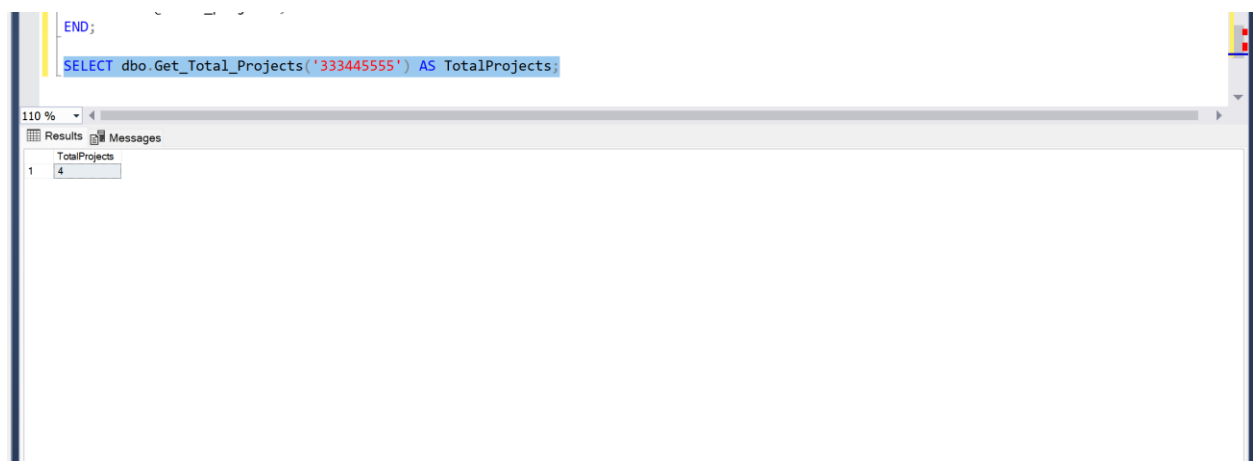 END;
SELECT dbo.Get_Total_Projects('333445555') AS TotalProjects;
110 %
Results Messages
TotalProjects
1 4